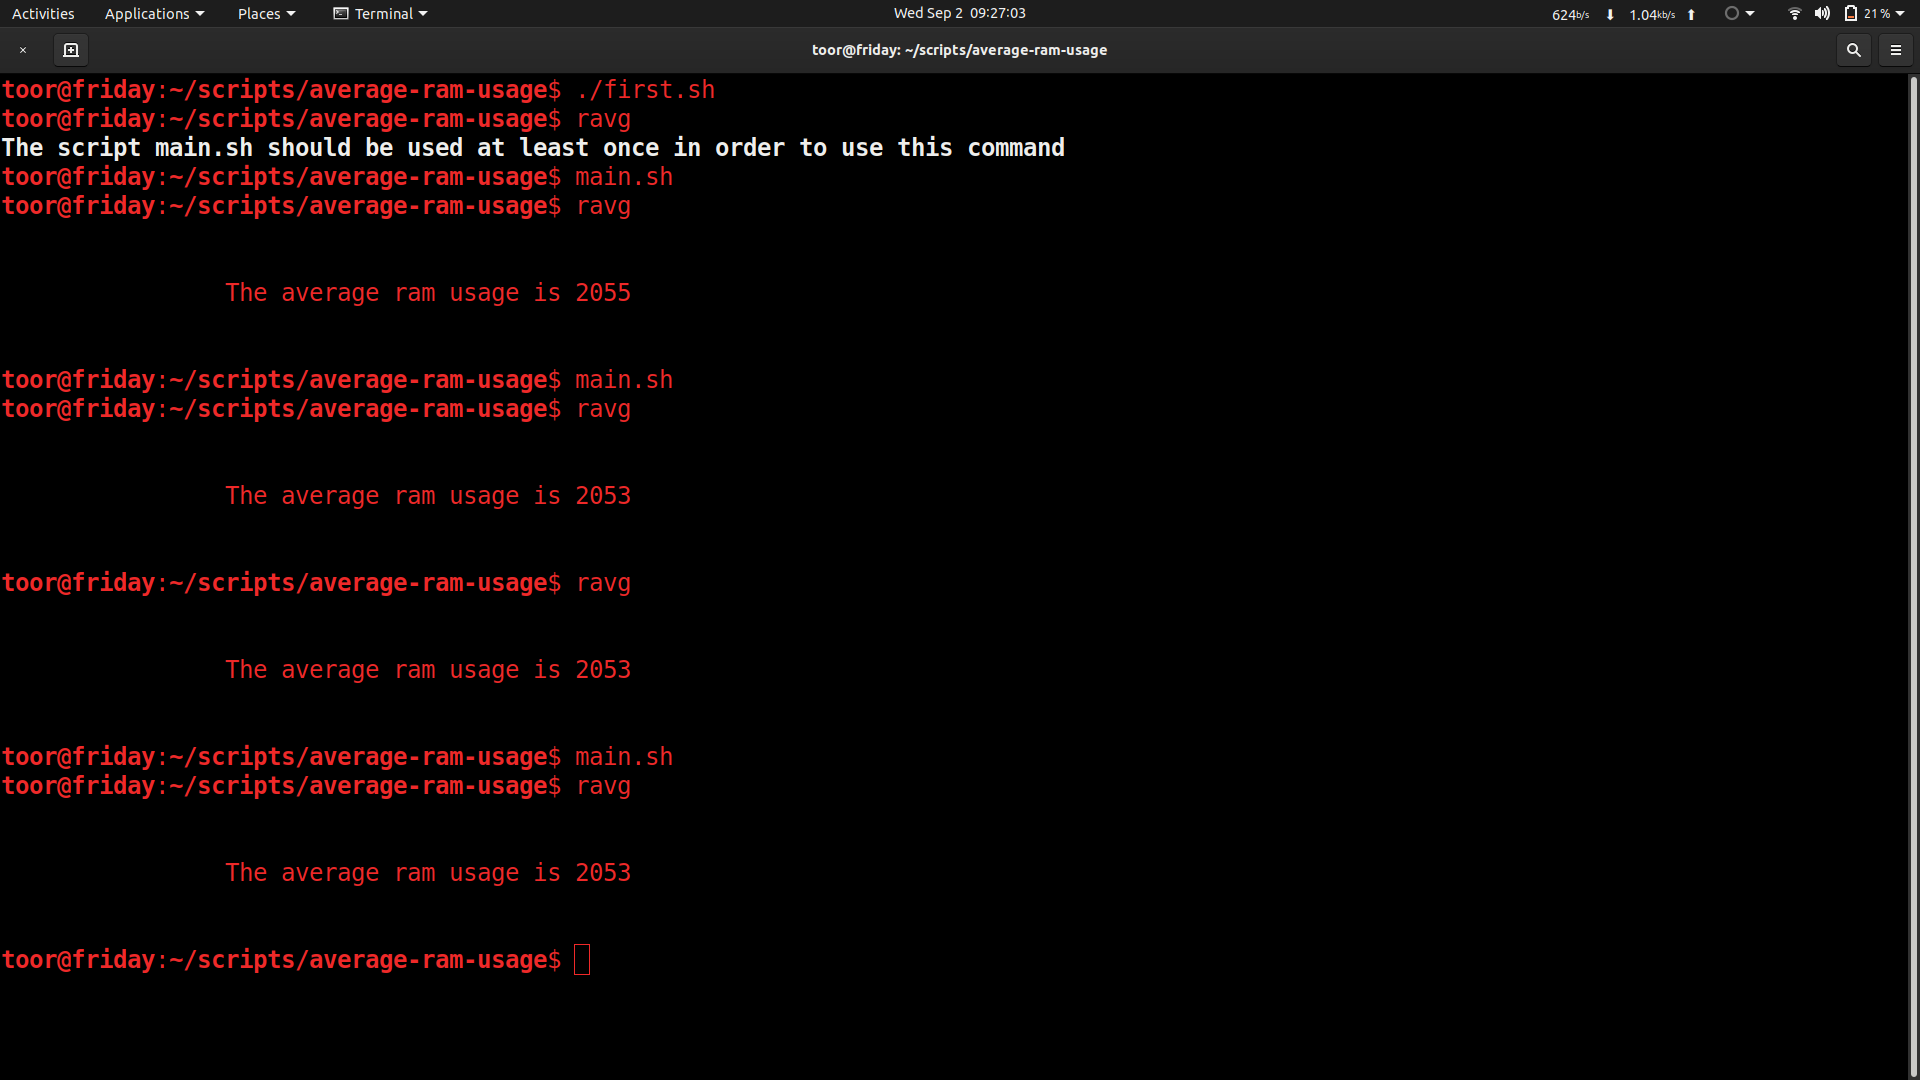 Activities Applications Places Terminal Wed Sep 2 09:27:03 624b/s 1.04kb/s 21 %
toor@friday: ~/scripts/average-ram-usage
toor@friday:~/scripts/average-ram-usage$ ./first.sh
toor@friday:~/scripts/average-ram-usage$ ravg
The script main.sh should be used at least once in order to use this command
toor@friday:~/scripts/average-ram-usage$ main.sh
toor@friday:~/scripts/average-ram-usage$ ravg
The average ram usage is 2055
toor@friday:~/scripts/average-ram-usage$ main.sh
toor@friday:~/scripts/average-ram-usage$ ravg
The average ram usage is 2053
toor@friday:~/scripts/average-ram-usage$ ravg
The average ram usage is 2053
toor@friday:~/scripts/average-ram-usage$ main.sh
toor@friday:~/scripts/average-ram-usage$ ravg
The average ram usage is 2053
toor@friday:~/scripts/average-ram-usage$